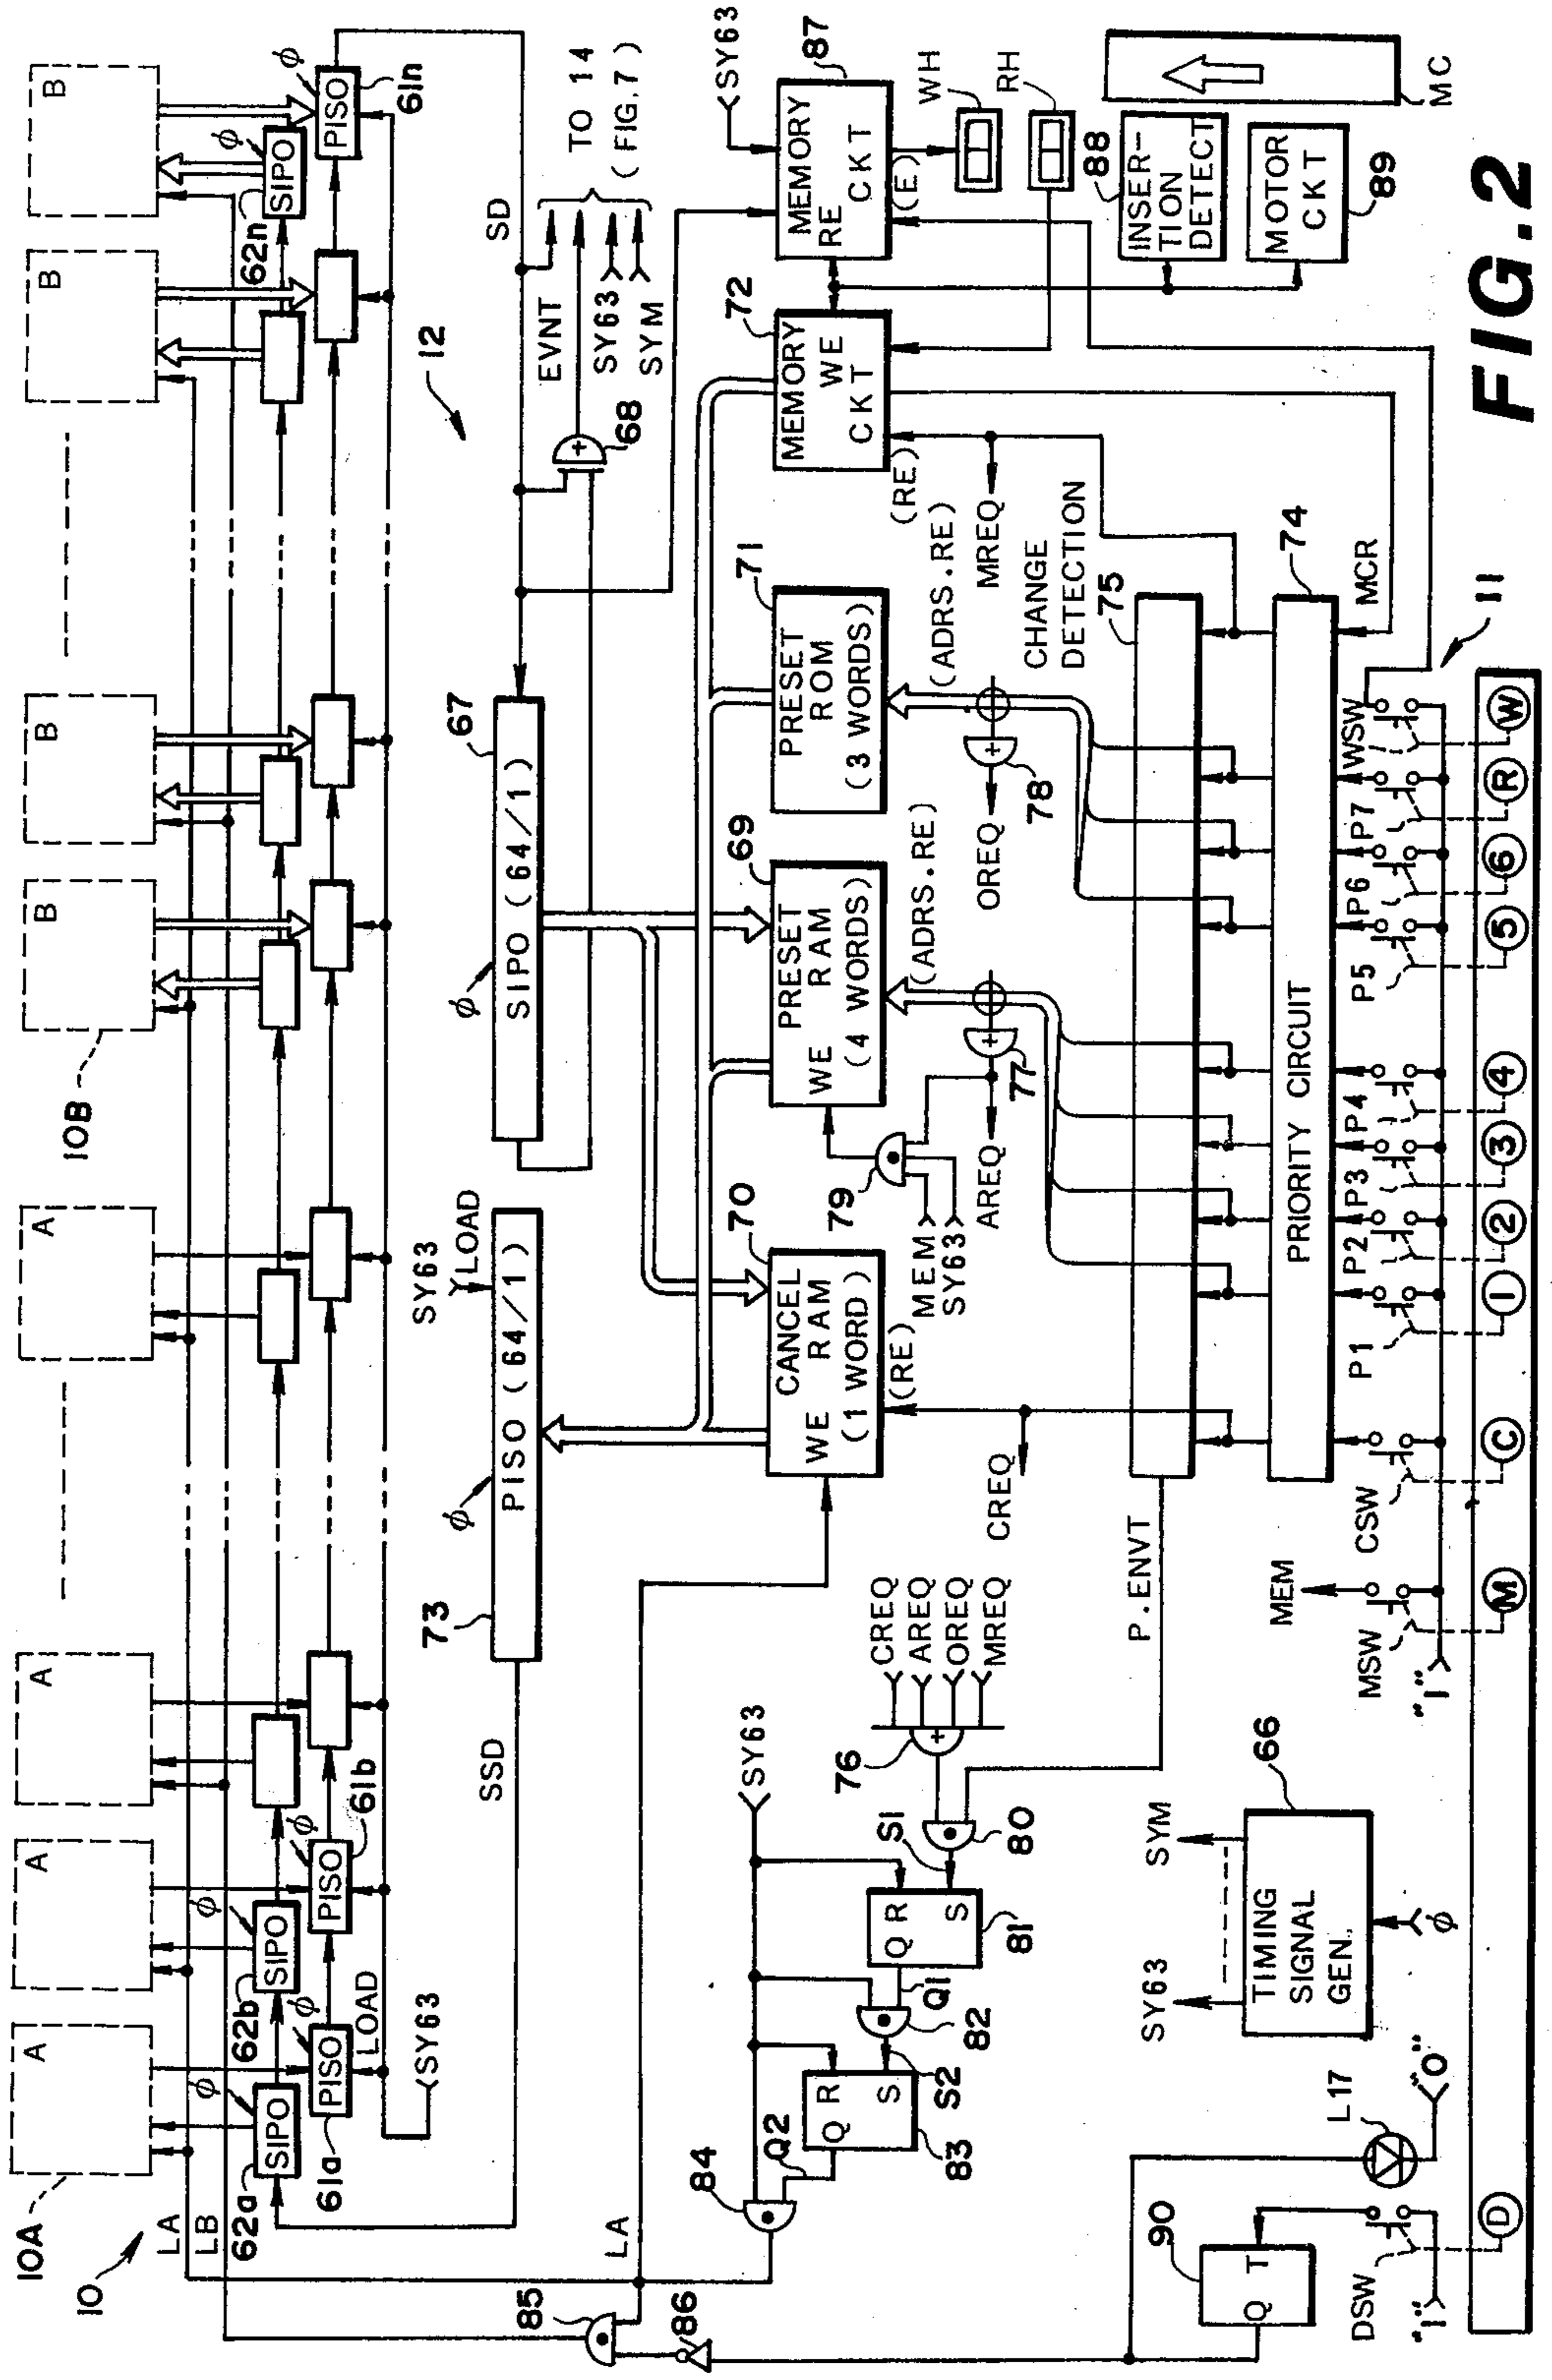 10A
A
A
A
A
10B
B
B
B
B
10
LA
LB
62a
SIPO
φ
62b
SIPO
φ
62n
SIPO
φ
61a
PISO
φ
LOAD
PISO
φ
61b
PISO
φ
61n
SY63
SSD
73
φ
PISO (64/1)
SY63
LOAD
φ
SIPO (64/1)
67
12
SD
EVNT
SY63
SYM
TO 14
(FIG.7)
68
LA
84
Q2
83
Q R
S
S2
82
Q1
81
Q R
S
S1
80
SY63
76
CREQ
AREQ
OREQ
MREQ
70
CANCEL
WE RAM
(1 WORD)
(RE)
CREQ
79
MEM
SY63
AREQ
77
69
PRESET
WE RAM
(4 WORDS)
(ADRS.RE)
OREQ
78
71
PRESET
ROM
(3 WORDS)
(ADRS.RE)
MREQ
(RE)
CHANGE
DETECTION
72
MEMORY
WE
CKT
SY63
87
MEMORY
RE
CKT
(E)
WH
RH
88
INSER-
TION
DETECT
MOTOR
CKT
89
MC
85
86
90
Q T
DSW
"1"
L17
"0"
SY63
SYM
TIMING
SIGNAL
GEN.
66
φ
P.ENVT
75
PRIORITY CIRCUIT
74
MCR
MEM
MSW
"1"
CSW
P1
P2
P3
P4
P5
P6
P7
WSW
11
D
M
C
1
2
3
4
5
6
R
W
FIG.2